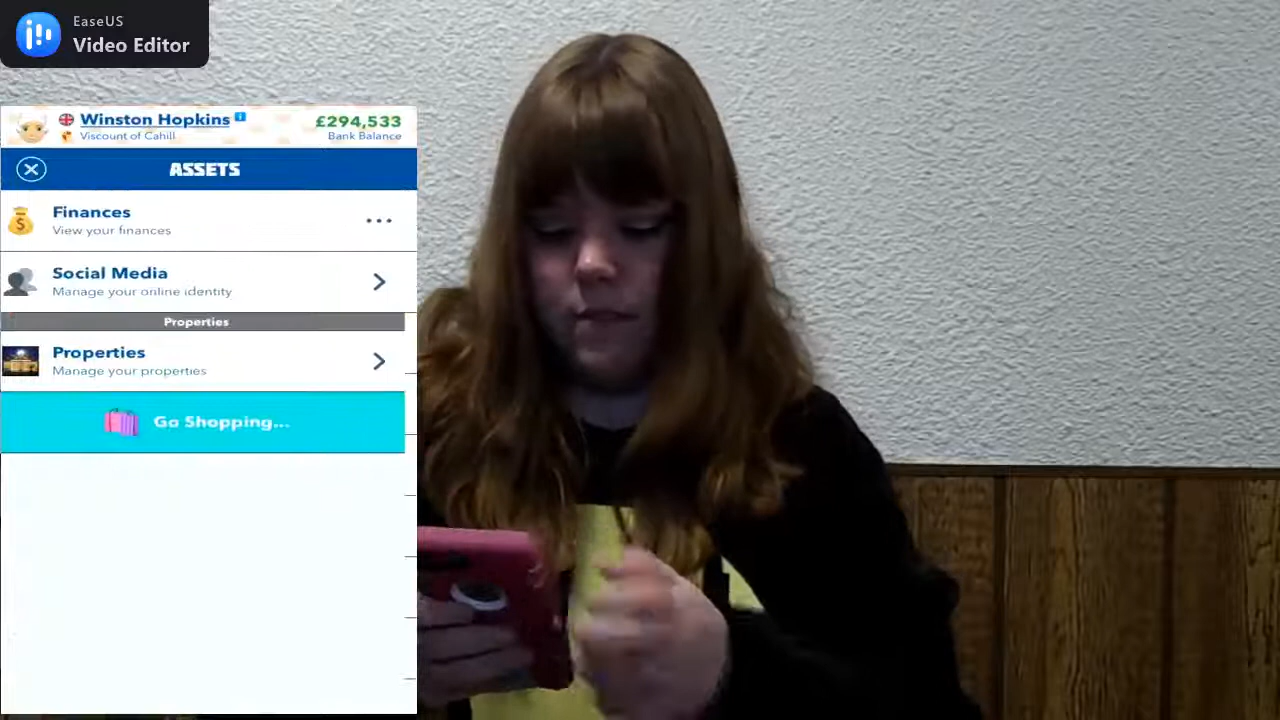 EaseUS
Video Editor
Winston Hopkins
£294,533
Viscount of Cahill
Bank Balance
ASSETS
Finances
View your finances
Social Media
Manage your online identity
Properties
Properties
Manage your properties
Go Shopping...